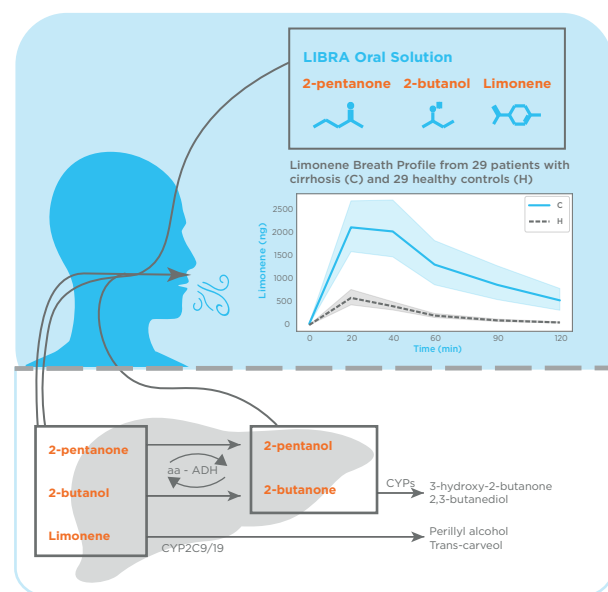 LIBRA Oral Solution
2-pentanone 2-butanol Limonene
Limonene Breath Profile from 29 patients with
cirrhosis (C) and 29 healthy controls (H)
Limonene (ng)
2500
2000
1500
1000
500
0
C
H
0 20 40 60 90 120
Time (min)
2-pentanone
2-butanol
Limonene
aa - ADH
2-pentanol
2-butanone
CYPs
3-hydroxy-2-butanone
2,3-butanediol
CYP2C9/19
Perillyl alcohol
Trans-carveol